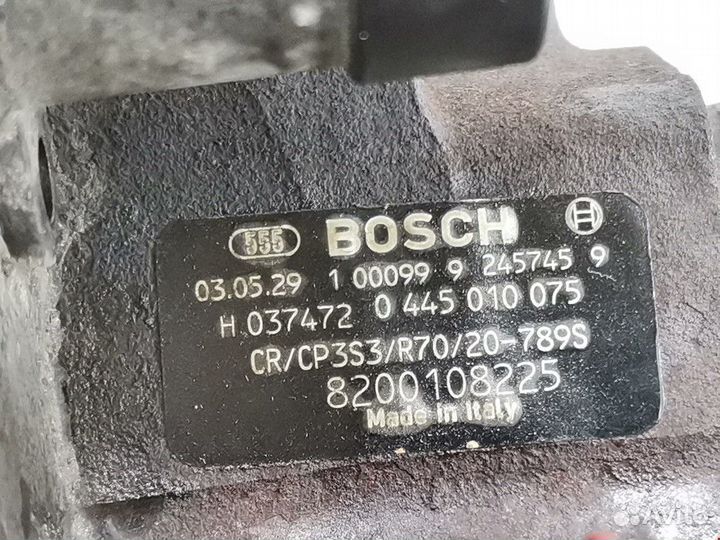 555 BOSCH
03.05.29 1 00099 9 245745 9
H 037472 0 445 010 075
CR/CP3S3/R70/20-789S
8200108225
Made in Italy
Avito